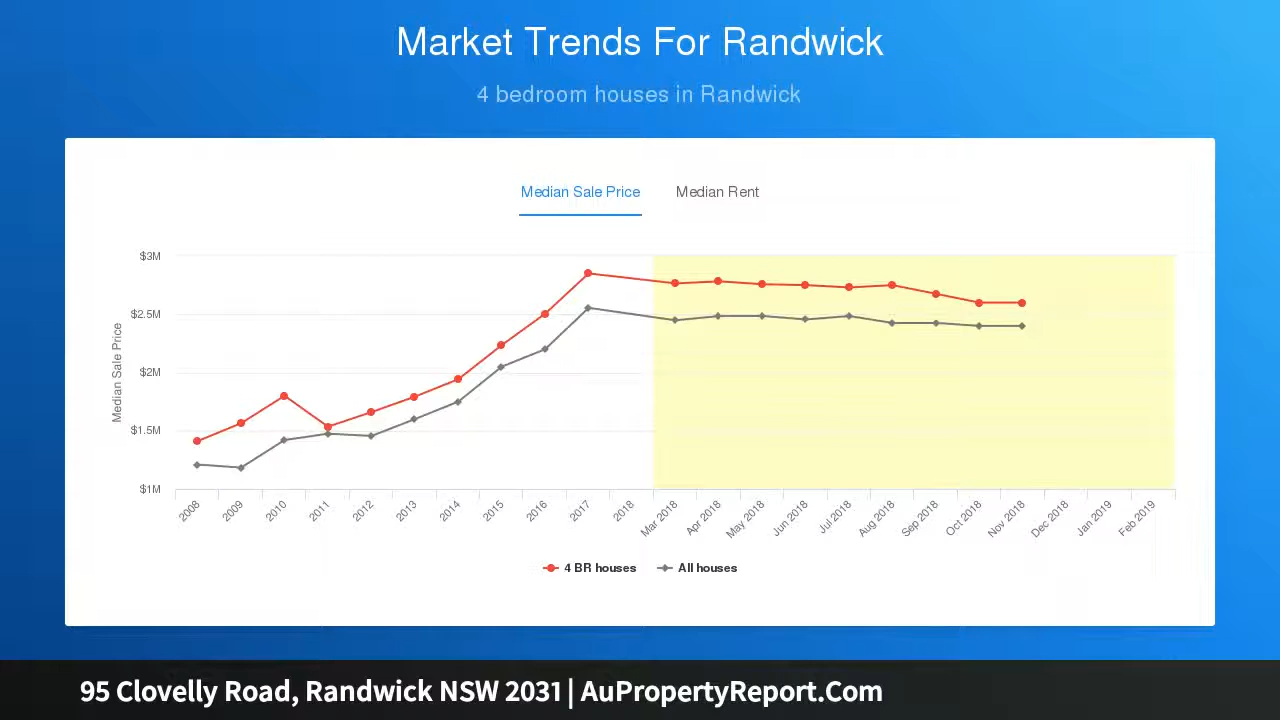 Market Trends For Randwick
4 bedroom houses in Randwick
Median Sale Price Median Rent
Median Sale Price
$3M
$2.5M
$2M
$1.5M
$1M
2008 2009 2010 2011 2012 2013 2014 2015 2016 2017 2018 Mar 2018 Apr 2018 May 2018 Jun 2018 Jul 2018 Aug 2018 Sep 2018 Oct 2018 Nov 2018 Dec 2018 Jan 2019 Feb 2019
4 BR houses All houses
95 Clovelly Road, Randwick NSW 2031 | AuPropertyReport.Com